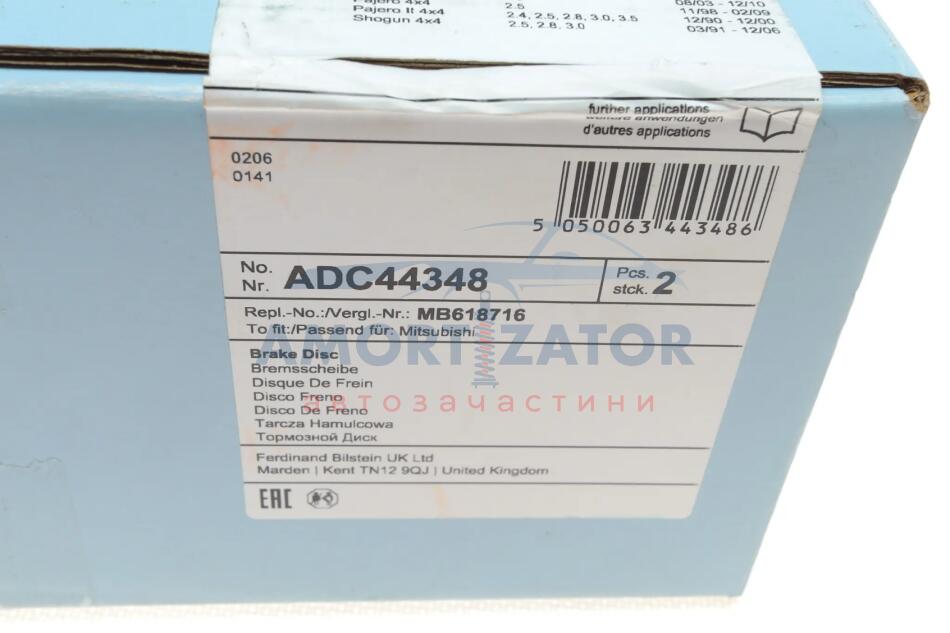 Pajero 4x4 2.5 08/03 - 12/10
Pajero II 4x4 2.4, 2.5, 2.8, 3.0, 3.5 11/98 - 02/09
Shogun 4x4 2.5, 2.8, 3.0 12/90 - 12/00
03/91 - 12/06
further applications
weitere anwendungen
d'autres applications
0206
0141
5 050063 443486
No.
Nr. ADC44348
Pcs.
stck. 2
Repl.-No.:/Vergl.-Nr.: MB618716
To fit:/Passend für: Mitsubishi
AMORTIZATOR
автозачастини
Brake Disc
Bremsscheibe
Disque De Frein
Disco Freno
Disco De Freno
Tarcza Hamulcowa
Тормозной Диск
Ferdinand Bilstein UK Ltd
Marden | Kent TN12 9QJ | United Kingdom
EAC